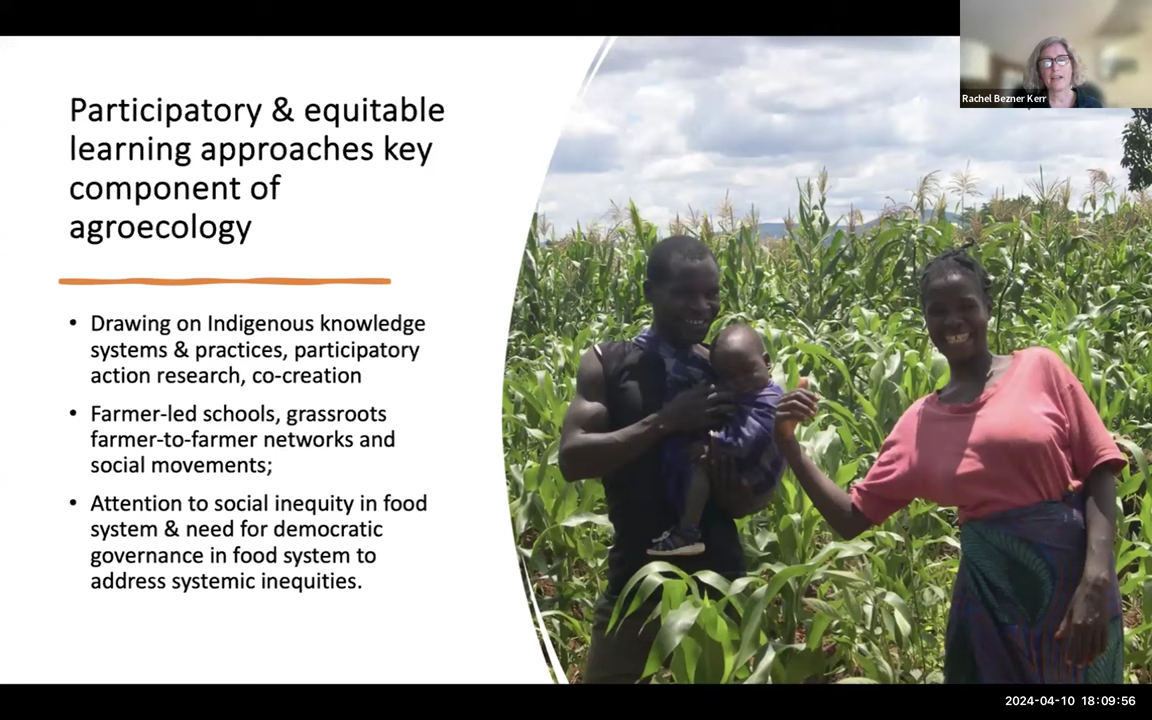 Rachel Bezner Kerr
Participatory & equitable
learning approaches key
component of
agroecology
• Drawing on Indigenous knowledge
systems & practices, participatory
action research, co-creation
• Farmer-led schools, grassroots
farmer-to-farmer networks and
social movements;
• Attention to social inequity in food
system & need for democratic
governance in food system to
address systemic inequities.
2024-04-10 18:09:56